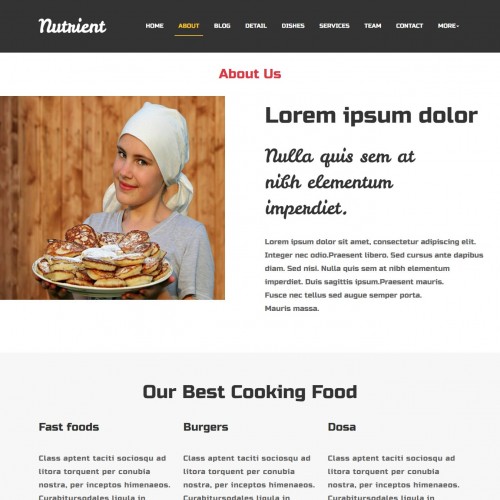 Nutrient
HOME ABOUT BLOG DETAIL DISHES SERVICES TEAM CONTACT MORE
About Us
Lorem ipsum dolor
Nulla quis sem at
nibh elementum
imperdiet.
Lorem ipsum dolor sit amet, consectetur adipiscing elit.
Integer nec odio.Praesent libero. Sed cursus ante dapibus
diam. Sed nisi. Nulla quis sem at nibh elementum
imperdiet. Duis sagittis ipsum.Praesent mauris.
Fusce nec tellus sed augue semper porta.
Mauris massa.
Our Best Cooking Food
Fast foods
Class aptent taciti sociosqu ad
litora torquent per conubia
nostra, per inceptos himenaeos.
Curabitursodales ligula in
Burgers
Class aptent taciti sociosqu ad
litora torquent per conubia
nostra, per inceptos himenaeos.
Curabitursodales ligula in
Dosa
Class aptent taciti sociosqu ad
litora torquent per conubia
nostra, per inceptos himenaeos.
Curabitursodales ligula in